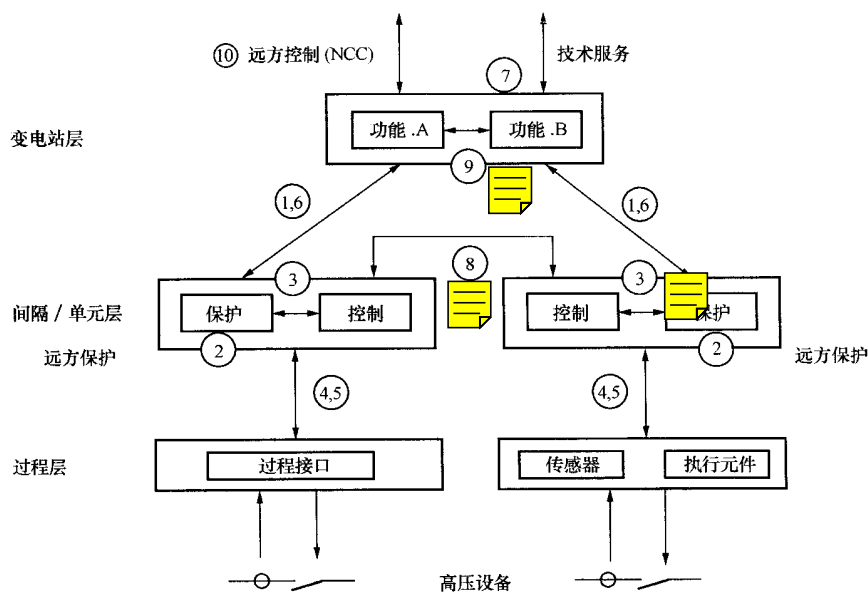 ⑩ 远方控制(NCC)
技术服务
7
变电站层
功能.A
功能.B
9
1,6
1,6
3
8
3
间隔/单元层
保护
控制
控制
保护
2
2
远方保护
远方保护
4,5
4,5
过程层
过程接口
传感器
执行元件
高压设备